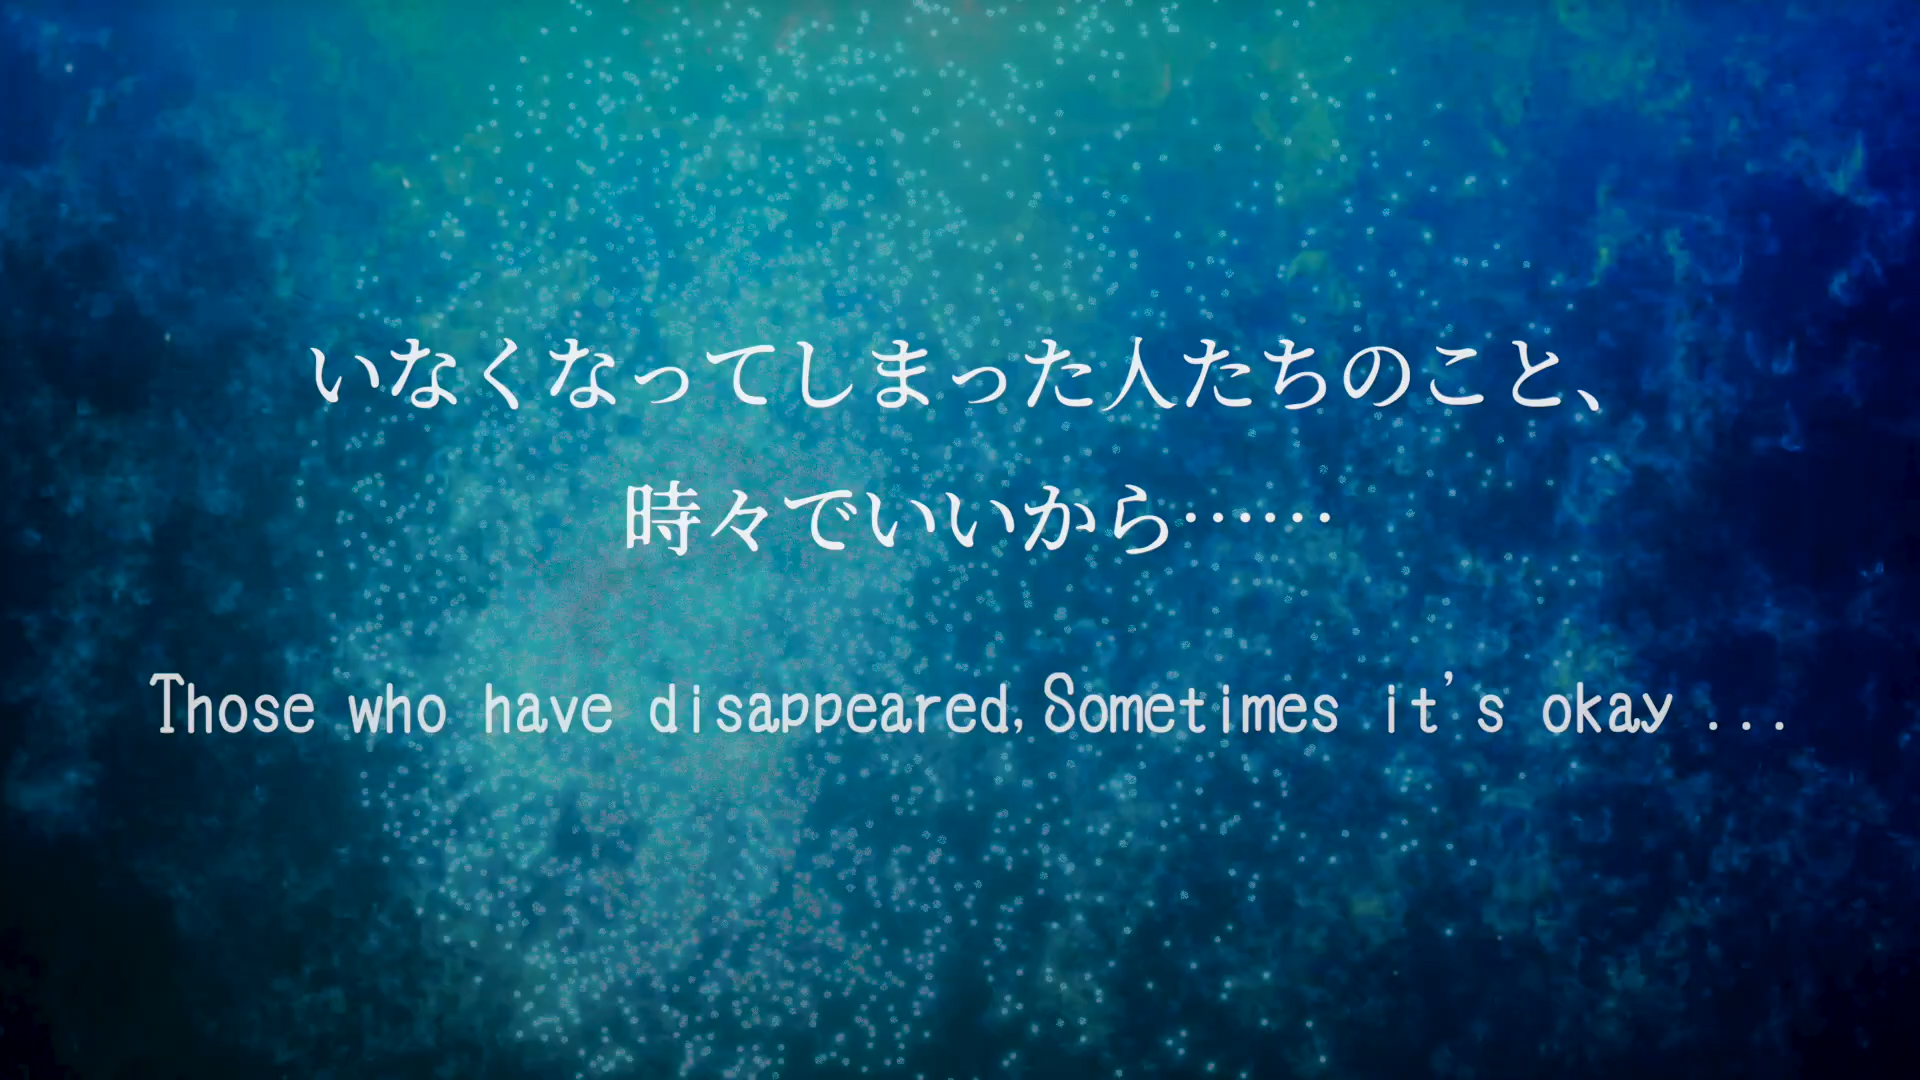 いなくなってしまった人たちのこと、
時々でいいから……
Those who have disappeared,Sometimes it's okay ...